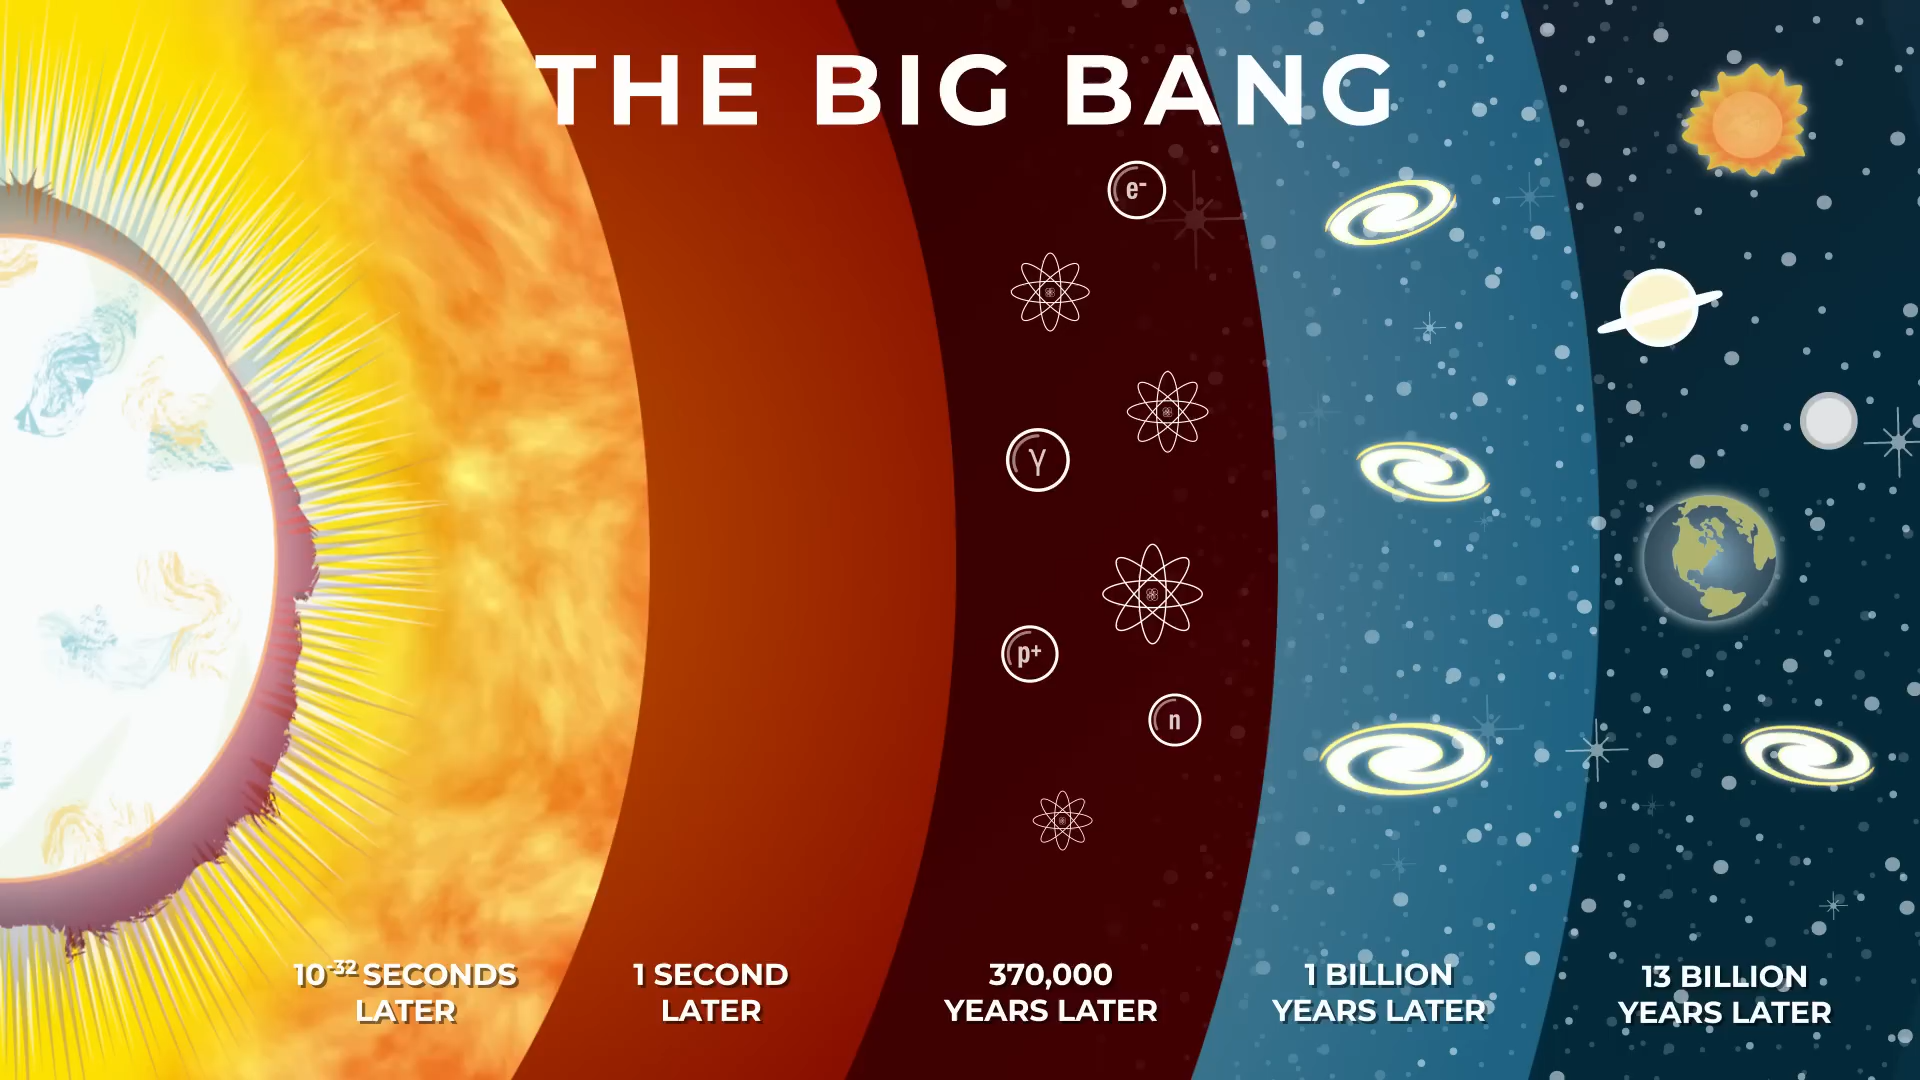 THE BIG BANG
e-
γ
p+
n
10-32 SECONDS
LATER
1 SECOND
LATER
370,000
YEARS LATER
1 BILLION
YEARS LATER
13 BILLION
YEARS LATER